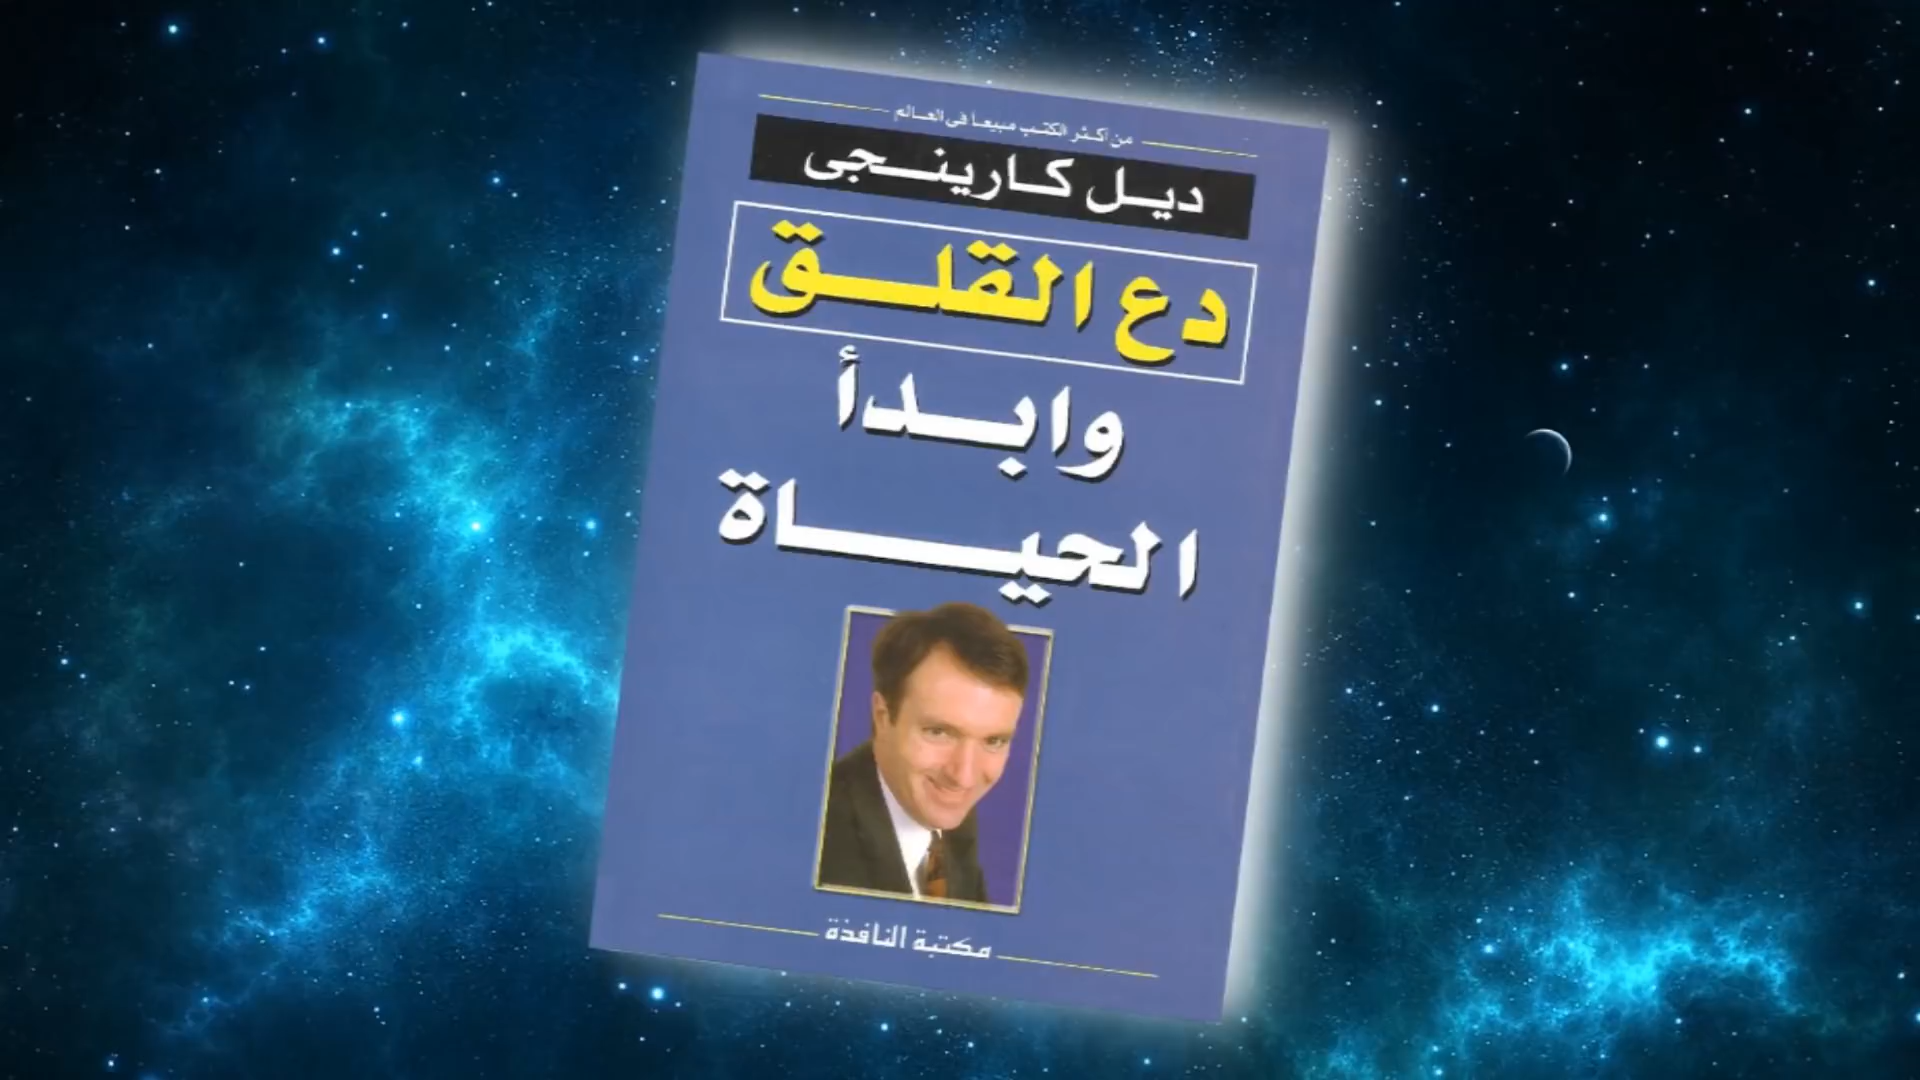 من أكثر الكتب مبيعاً فى العالم
ديل كارينجى
دع القلق
وابدأ
الحياة
مكتبة النافذة